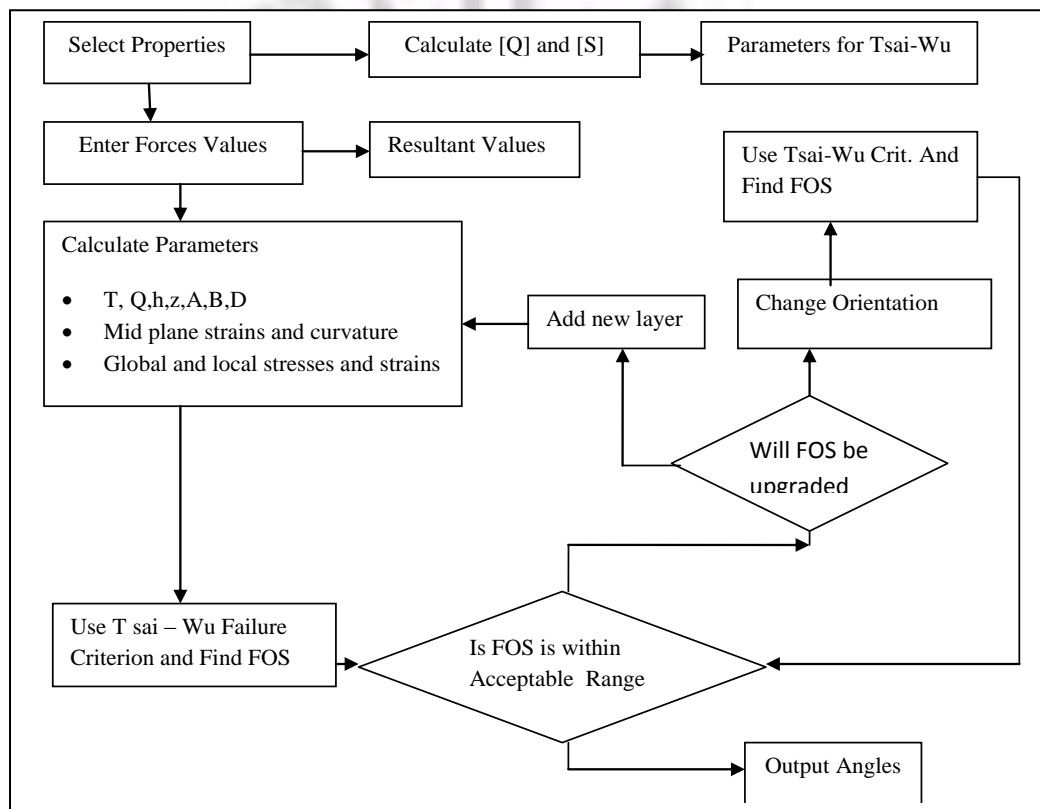 Select Properties
Calculate [Q] and [S]
Parameters for Tsai-Wu
Enter Forces Values
Resultant Values
Use Tsai-Wu Crit. And
Find FOS
Calculate Parameters
• T, Q,h,z,A,B,D
• Mid plane strains and curvature
• Global and local stresses and strains
Add new layer
Change Orientation
Will FOS be
upgraded
Use T sai – Wu Failure
Criterion and Find FOS
Is FOS is within
Acceptable Range
Output Angles